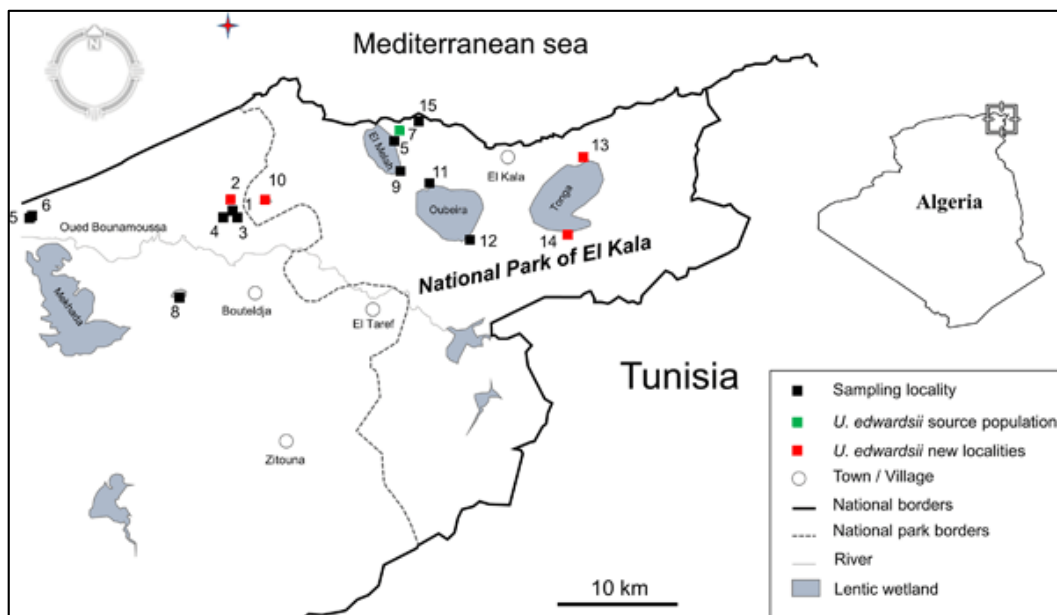 N
Mediterranean sea
15
7
5
El Melah
9
11
El Kala
13
Oubeira
Tonga
12
14
National Park of El Kala
2
10
1
4
3
5
6
Oued Bounamoussa
Mekhada
8
Bouteldja
El Taref
Zitouna
Tunisia
Algeria
10 km
Sampling locality
U. edwardsii source population
U. edwardsii new localities
Town / Village
National borders
National park borders
River
Lentic wetland